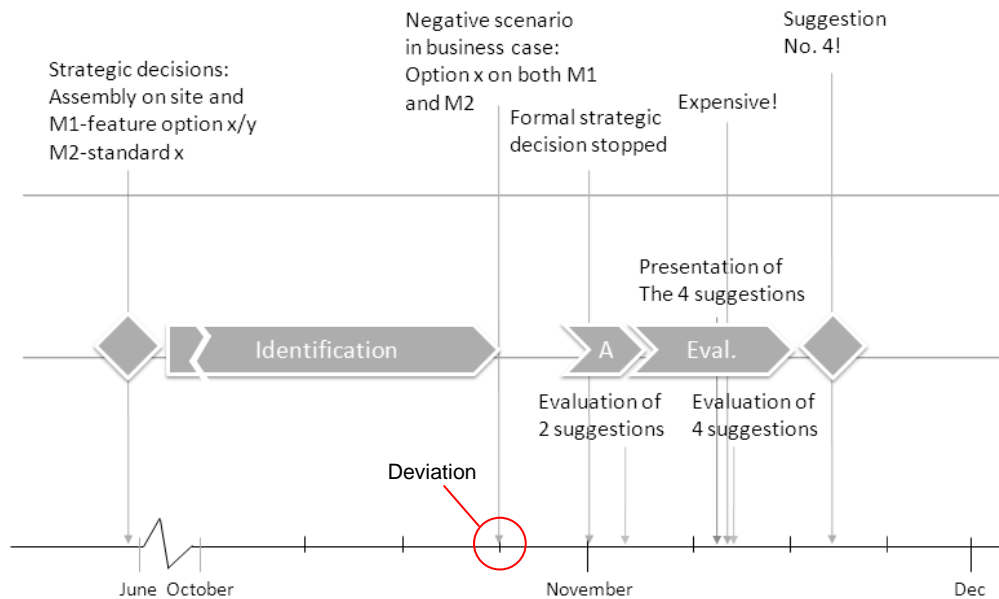 Strategic decisions:
Assembly on site and
M1-feature option x/y
M2-standard x
Negative scenario
in business case:
Option x on both M1
and M2
Formal strategic
decision stopped
Expensive!
Suggestion
No. 4!
Presentation of
The 4 suggestions
Identification
A
Eval.
Evaluation of
2 suggestions
Evaluation of
4 suggestions
Deviation
June October
November
Dec